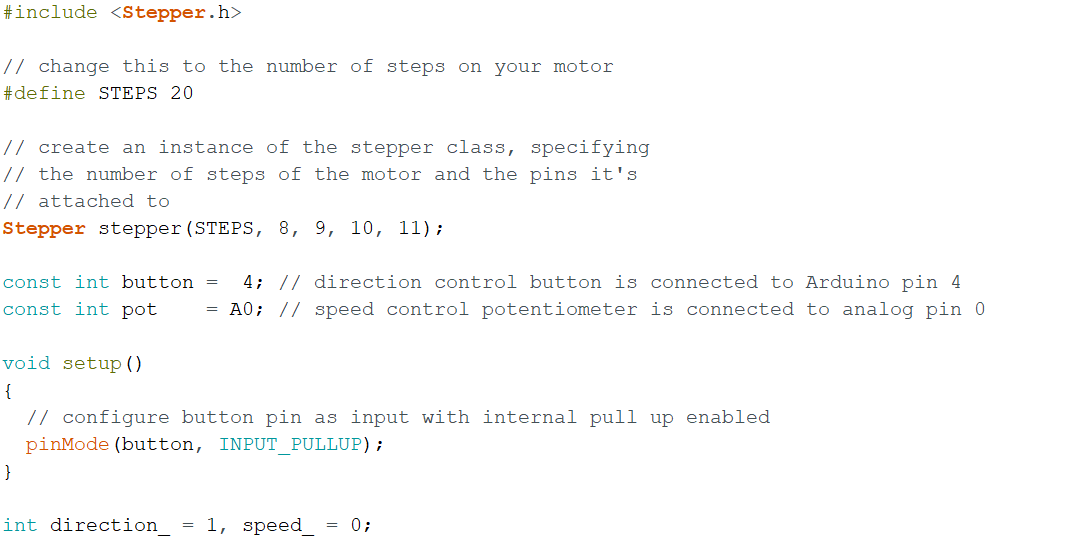 #include <Stepper.h>

// change this to the number of steps on your motor
#define STEPS 20

// create an instance of the stepper class, specifying
// the number of steps of the motor and the pins it's
// attached to
Stepper stepper(STEPS, 8, 9, 10, 11);

const int button =  4; // direction control button is connected to Arduino pin 4
const int pot    = A0; // speed control potentiometer is connected to analog pin 0

void setup()
{
  // configure button pin as input with internal pull up enabled
  pinMode(button, INPUT_PULLUP);
}

int direction_ = 1, speed_ = 0;